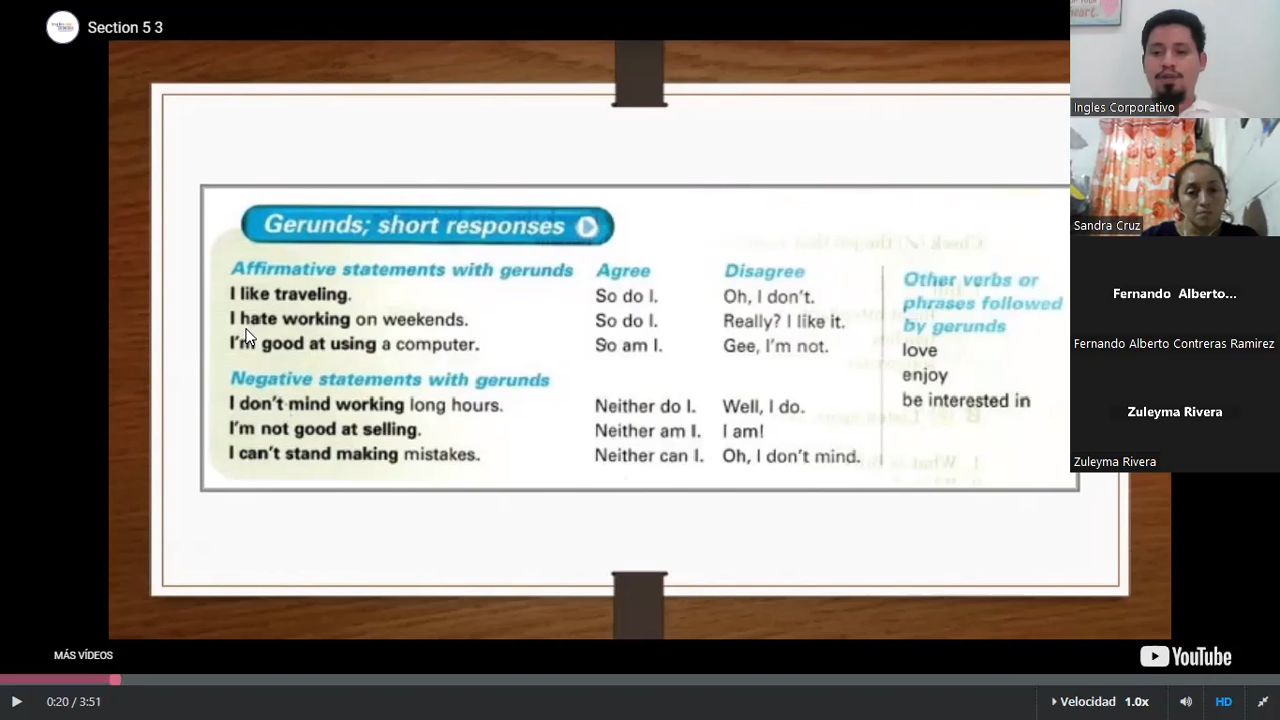 Section 5 3
Gerunds; short responses
Affirmative statements with gerunds Agree Disagree
I like traveling. So do I. Oh, I don't.
I hate working on weekends. So do I. Really? I like it.
I'm good at using a computer. So am I. Gee, I'm not.
Negative statements with gerunds
I don't mind working long hours. Neither do I. Well, I do.
I'm not good at selling. Neither am I. I am!
I can't stand making mistakes. Neither can I. Oh, I don't mind.
Other verbs or
phrases followed
by gerunds
love
enjoy
be interested in
Ingles Corporativo
Sandra Cruz
Fernando Alberto...
Fernando Alberto Contreras Ramirez
Zuleyma Rivera
Zuleyma Rivera
MÁS VÍDEOS
YouTube
0:20 / 3:51
Velocidad 1.0x
HD